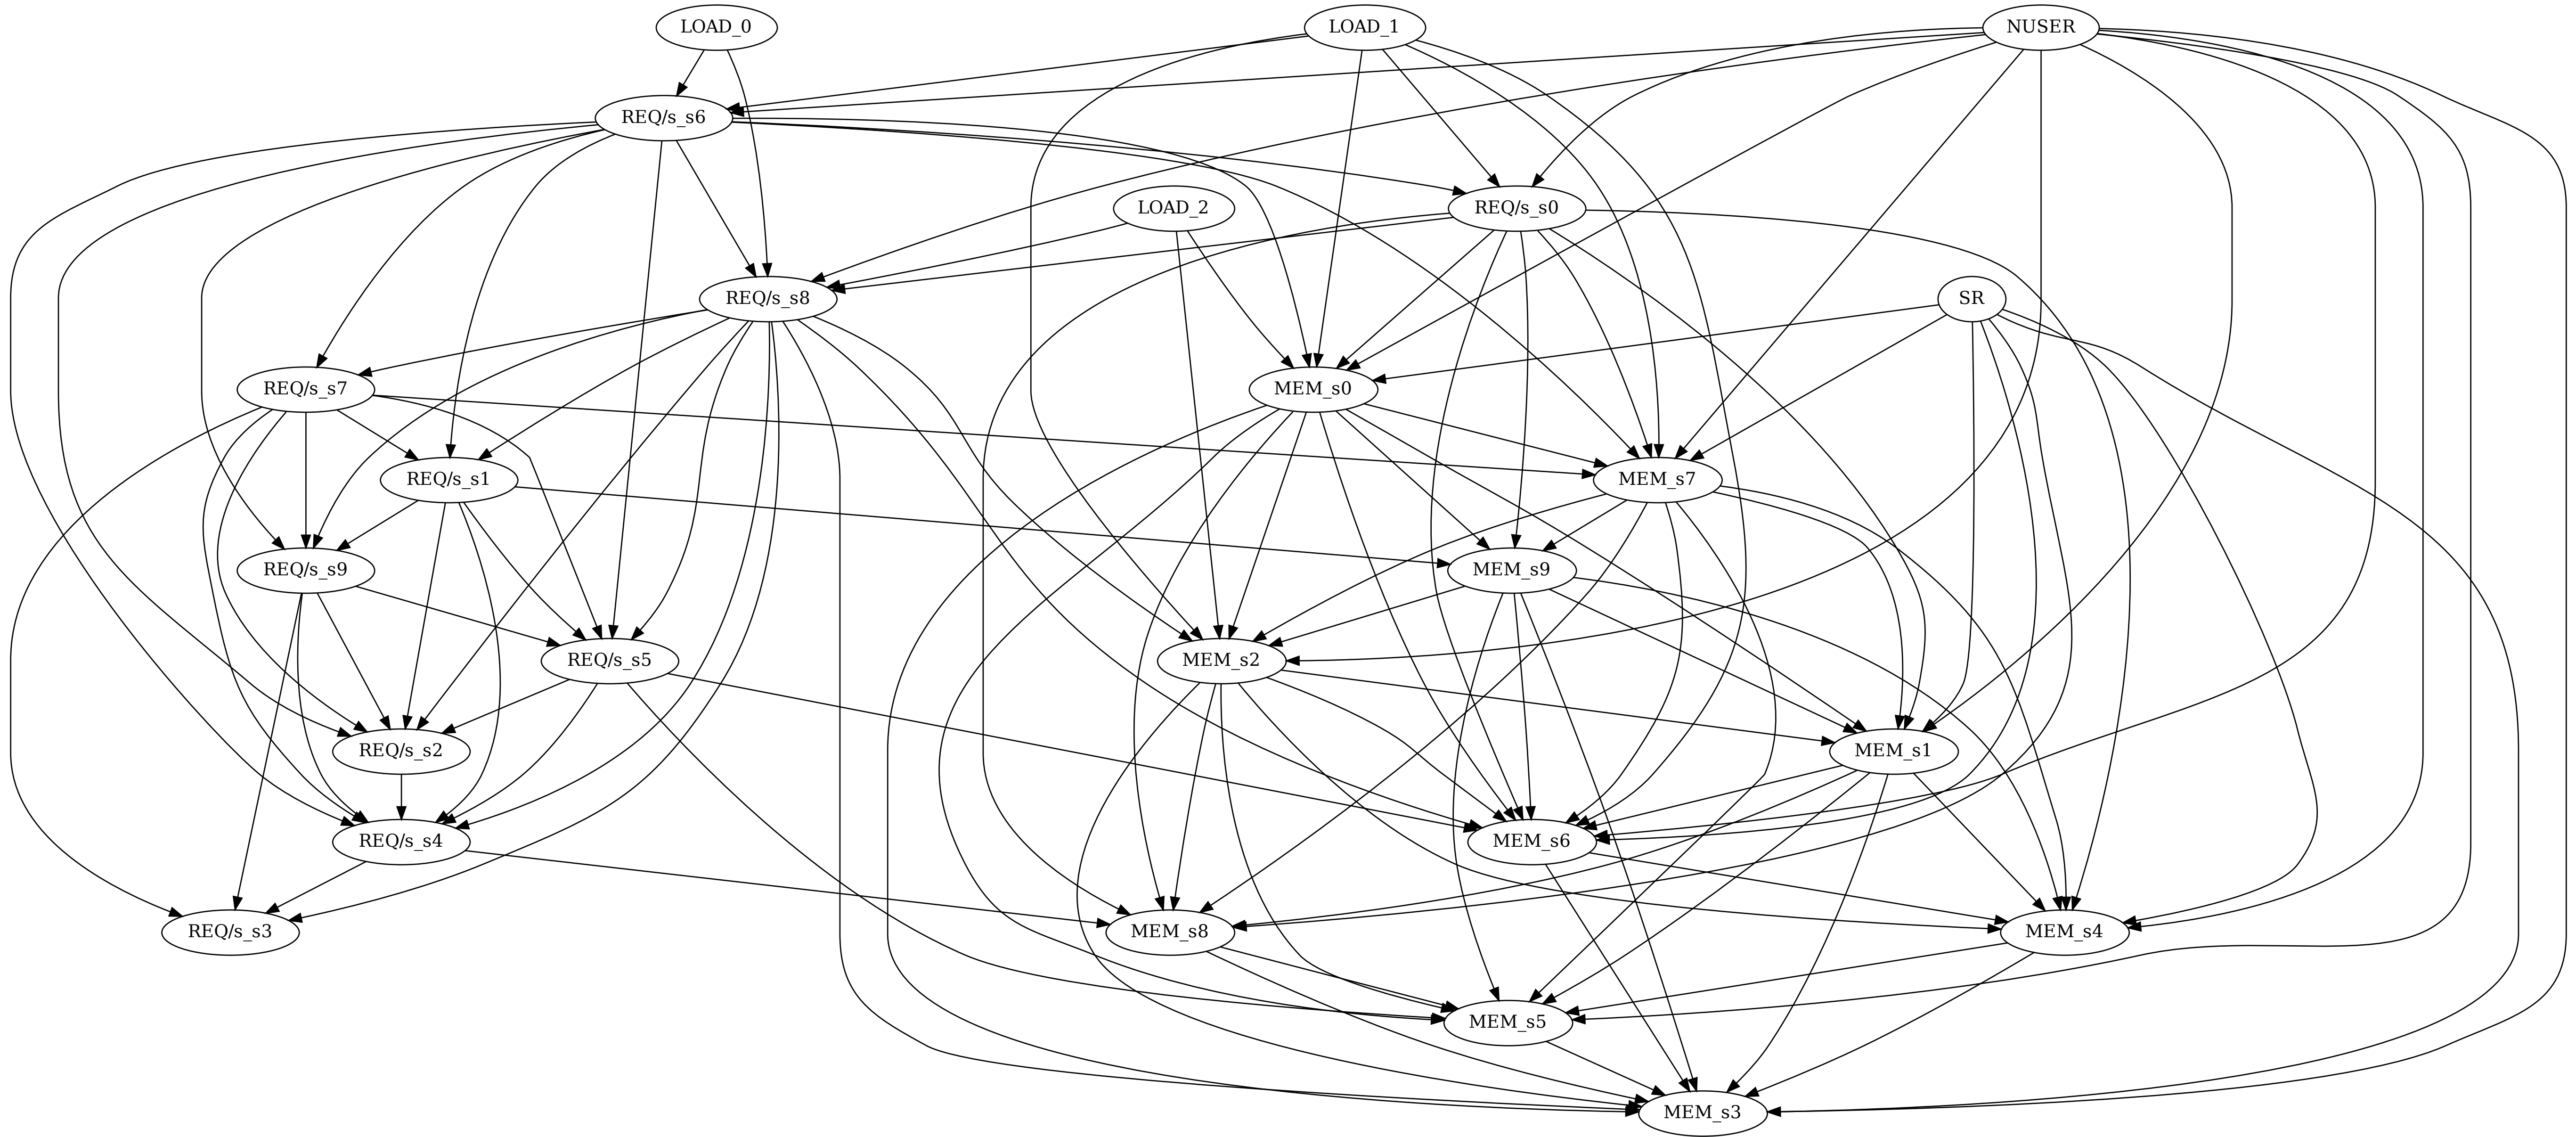 LOAD_0
LOAD_1
NUSER
REQ/s_s6
LOAD_2
REQ/s_s0
REQ/s_s8
SR
REQ/s_s7
MEM_s0
REQ/s_s1
MEM_s7
REQ/s_s9
MEM_s9
REQ/s_s5
MEM_s2
REQ/s_s2
MEM_s1
REQ/s_s4
MEM_s6
REQ/s_s3
MEM_s8
MEM_s4
MEM_s5
MEM_s3